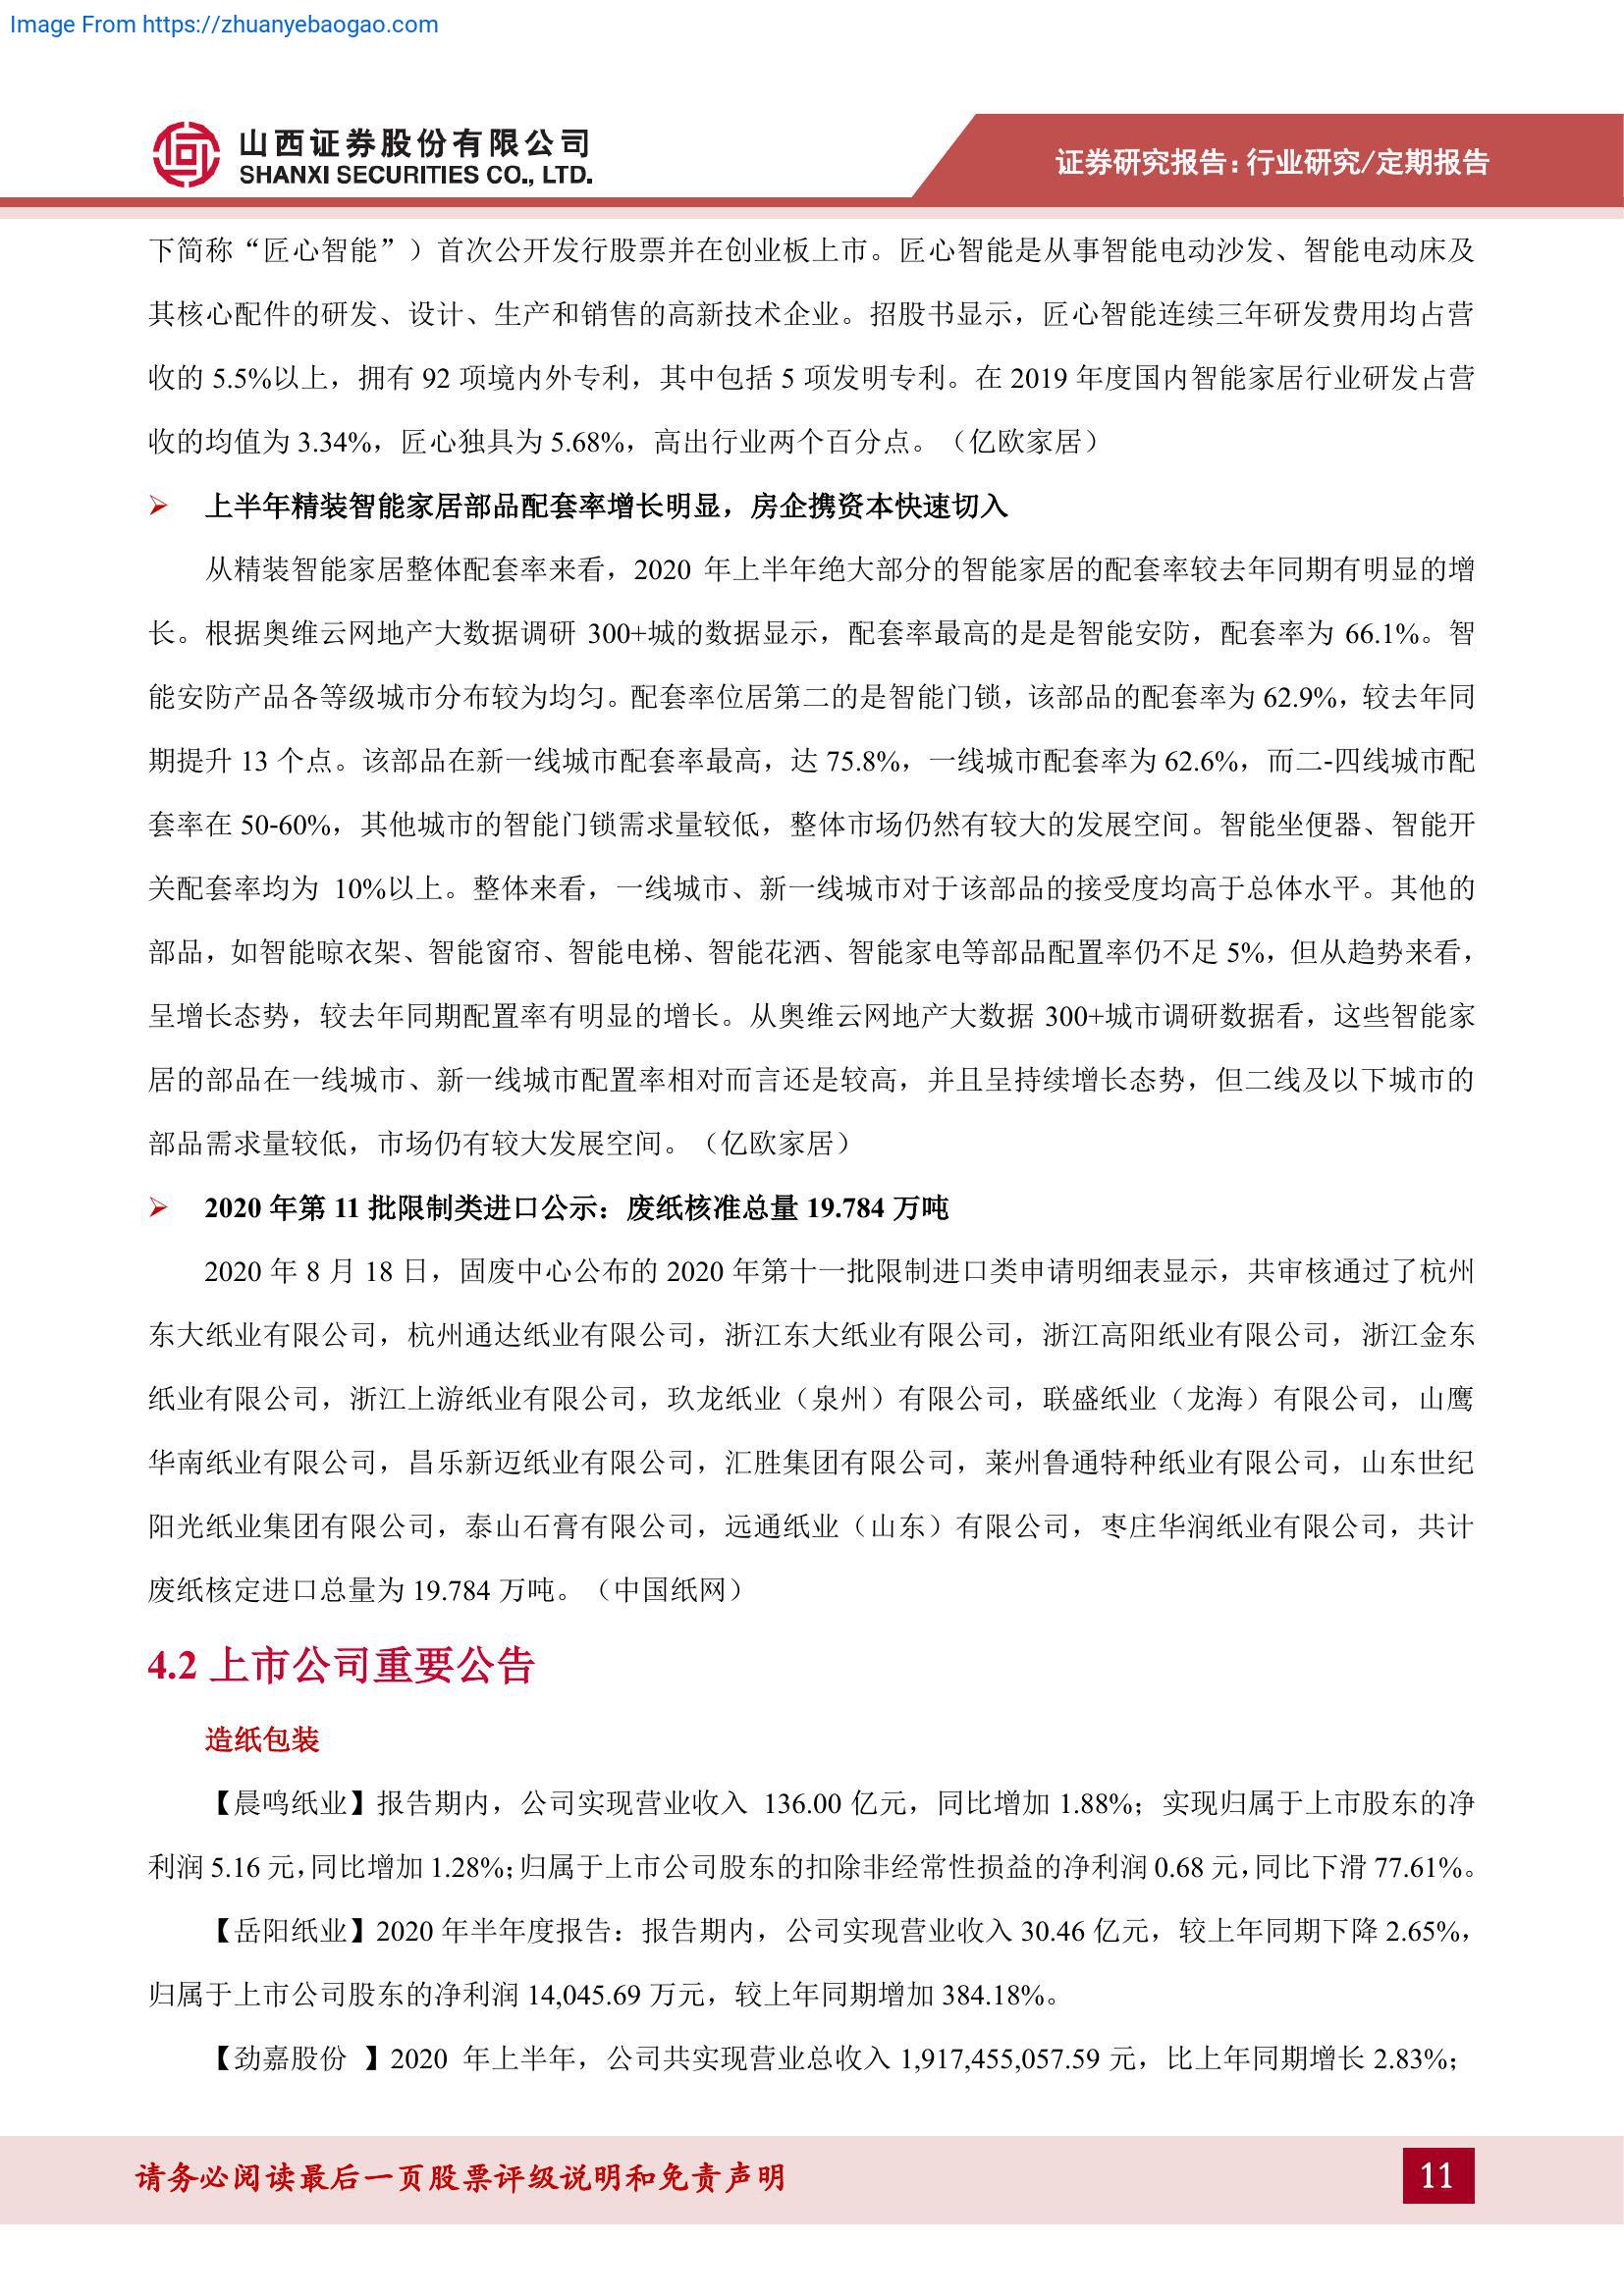 Image From https://zhuanyebaogao.com
山西证券股份有限公司
SHANXI SECURITIES CO., LTD.
证券研究报告：行业研究/定期报告
下简称“匠心智能”）首次公开发行股票并在创业板上市。匠心智能是从事智能电动沙发、智能电动床及
其核心配件的研发、设计、生产和销售的高新技术企业。招股书显示，匠心智能连续三年研发费用均占营
收的 5.5%以上，拥有 92 项境内外专利，其中包括 5 项发明专利。在 2019 年度国内智能家居行业研发占营
收的均值为 3.34%，匠心独具为 5.68%，高出行业两个百分点。（亿欧家居）
➢ 上半年精装智能家居部品配套率增长明显，房企携资本快速切入
从精装智能家居整体配套率来看，2020 年上半年绝大部分的智能家居的配套率较去年同期有明显的增
长。根据奥维云网地产大数据调研 300+城的数据显示，配套率最高的是是智能安防，配套率为 66.1%。智
能安防产品各等级城市分布较为均匀。配套率位居第二的是智能门锁，该部品的配套率为 62.9%，较去年同
期提升 13 个点。该部品在新一线城市配套率最高，达 75.8%，一线城市配套率为 62.6%，而二-四线城市配
套率在 50-60%，其他城市的智能门锁需求量较低，整体市场仍然有较大的发展空间。智能坐便器、智能开
关配套率均为 10%以上。整体来看，一线城市、新一线城市对于该部品的接受度均高于总体水平。其他的
部品，如智能晾衣架、智能窗帘、智能电梯、智能花洒、智能家电等部品配置率仍不足 5%，但从趋势来看，
呈增长态势，较去年同期配置率有明显的增长。从奥维云网地产大数据 300+城市调研数据看，这些智能家
居的部品在一线城市、新一线城市配置率相对而言还是较高，并且呈持续增长态势，但二线及以下城市的
部品需求量较低，市场仍有较大发展空间。（亿欧家居）
➢ 2020 年第 11 批限制类进口公示：废纸核准总量 19.784 万吨
2020 年 8 月 18 日，固废中心公布的 2020 年第十一批限制进口类申请明细表显示，共审核通过了杭州
东大纸业有限公司，杭州通达纸业有限公司，浙江东大纸业有限公司，浙江高阳纸业有限公司，浙江金东
纸业有限公司，浙江上游纸业有限公司，玖龙纸业（泉州）有限公司，联盛纸业（龙海）有限公司，山鹰
华南纸业有限公司，昌乐新迈纸业有限公司，汇胜集团有限公司，莱州鲁通特种纸业有限公司，山东世纪
阳光纸业集团有限公司，泰山石膏有限公司，远通纸业（山东）有限公司，枣庄华润纸业有限公司，共计
废纸核定进口总量为 19.784 万吨。（中国纸网）
4.2 上市公司重要公告
造纸包装
【晨鸣纸业】报告期内，公司实现营业收入 136.00 亿元，同比增加 1.88%；实现归属于上市股东的净
利润 5.16 元，同比增加 1.28%；归属于上市公司股东的扣除非经常性损益的净利润 0.68 元，同比下滑 77.61%。
【岳阳纸业】2020 年半年度报告：报告期内，公司实现营业收入 30.46 亿元，较上年同期下降 2.65%，
归属于上市公司股东的净利润 14,045.69 万元，较上年同期增加 384.18%。
【劲嘉股份 】2020 年上半年，公司共实现营业总收入 1,917,455,057.59 元，比上年同期增长 2.83%；
请务必阅读最后一页股票评级说明和免责声明
11